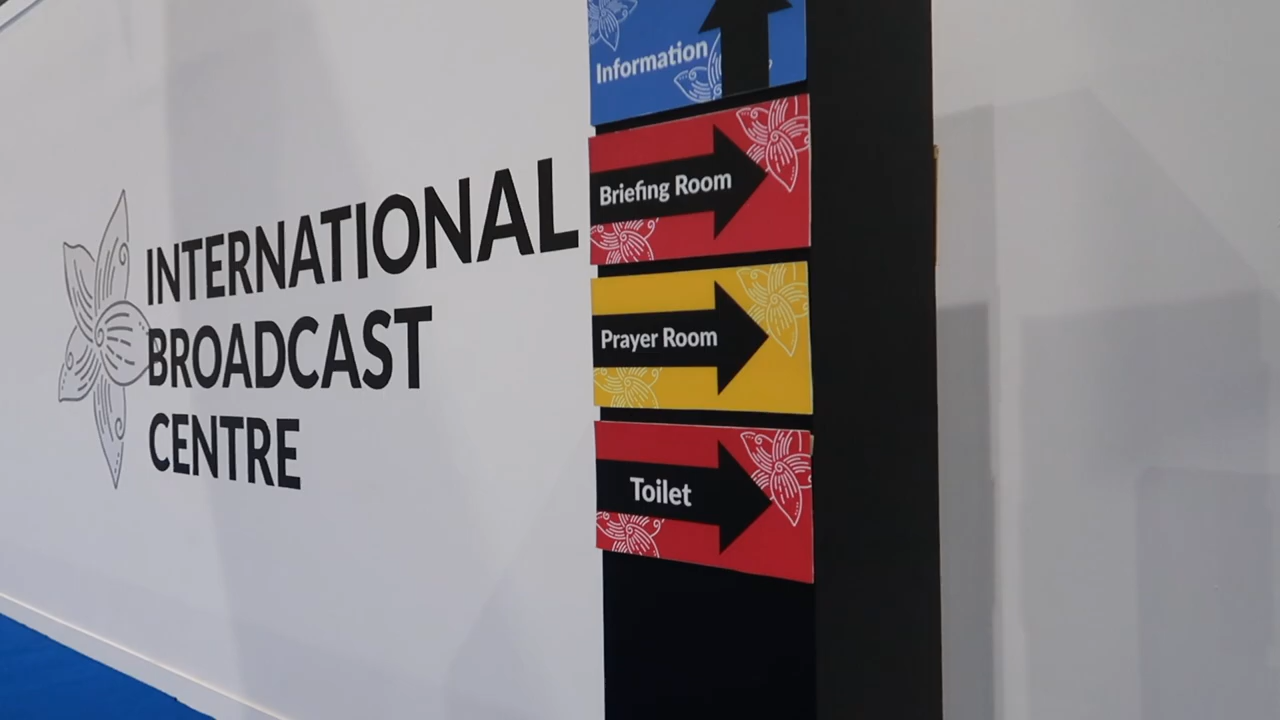 INTERNATIONAL
BROADCAST
CENTRE
Information
Briefing Room
Prayer Room
Toilet